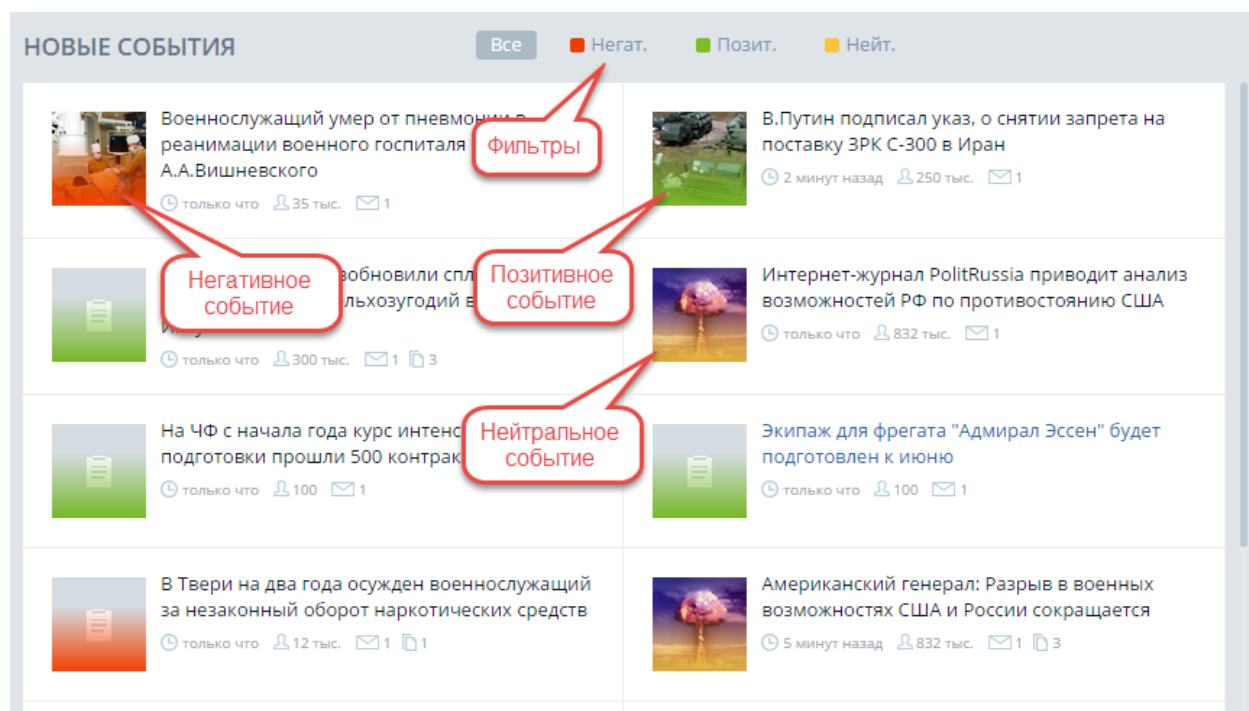 НОВЫЕ СОБЫТИЯ
Все
Негат.
Позит.
Нейт.
Военнослужащий умер от пневмонии в
реанимации военного госпиталя
А.А.Вишневского
только что 35 тыс. 1
Фильтры
В.Путин подписал указ, о снятии запрета на
поставку ЗРК С-300 в Иран
2 минут назад 250 тыс. 1
Негативное
событие
зобновили спл
льхозугодий в
только что 300 тыс. 1 3
Позитивное
событие
Интернет-журнал PolitRussia приводит анализ
возможностей РФ по противостоянию США
только что 832 тыс. 1
На ЧФ с начала года курс интенс
подготовки прошли 500 контрак
только что 100 1
Нейтральное
событие
Экипаж для фрегата "Адмирал Эссен" будет
подготовлен к июню
только что 100 1
В Твери на два года осужден военнослужащий
за незаконный оборот наркотических средств
только что 12 тыс. 1 1
Американский генерал: Разрыв в военных
возможностях США и России сокращается
5 минут назад 832 тыс. 1 3